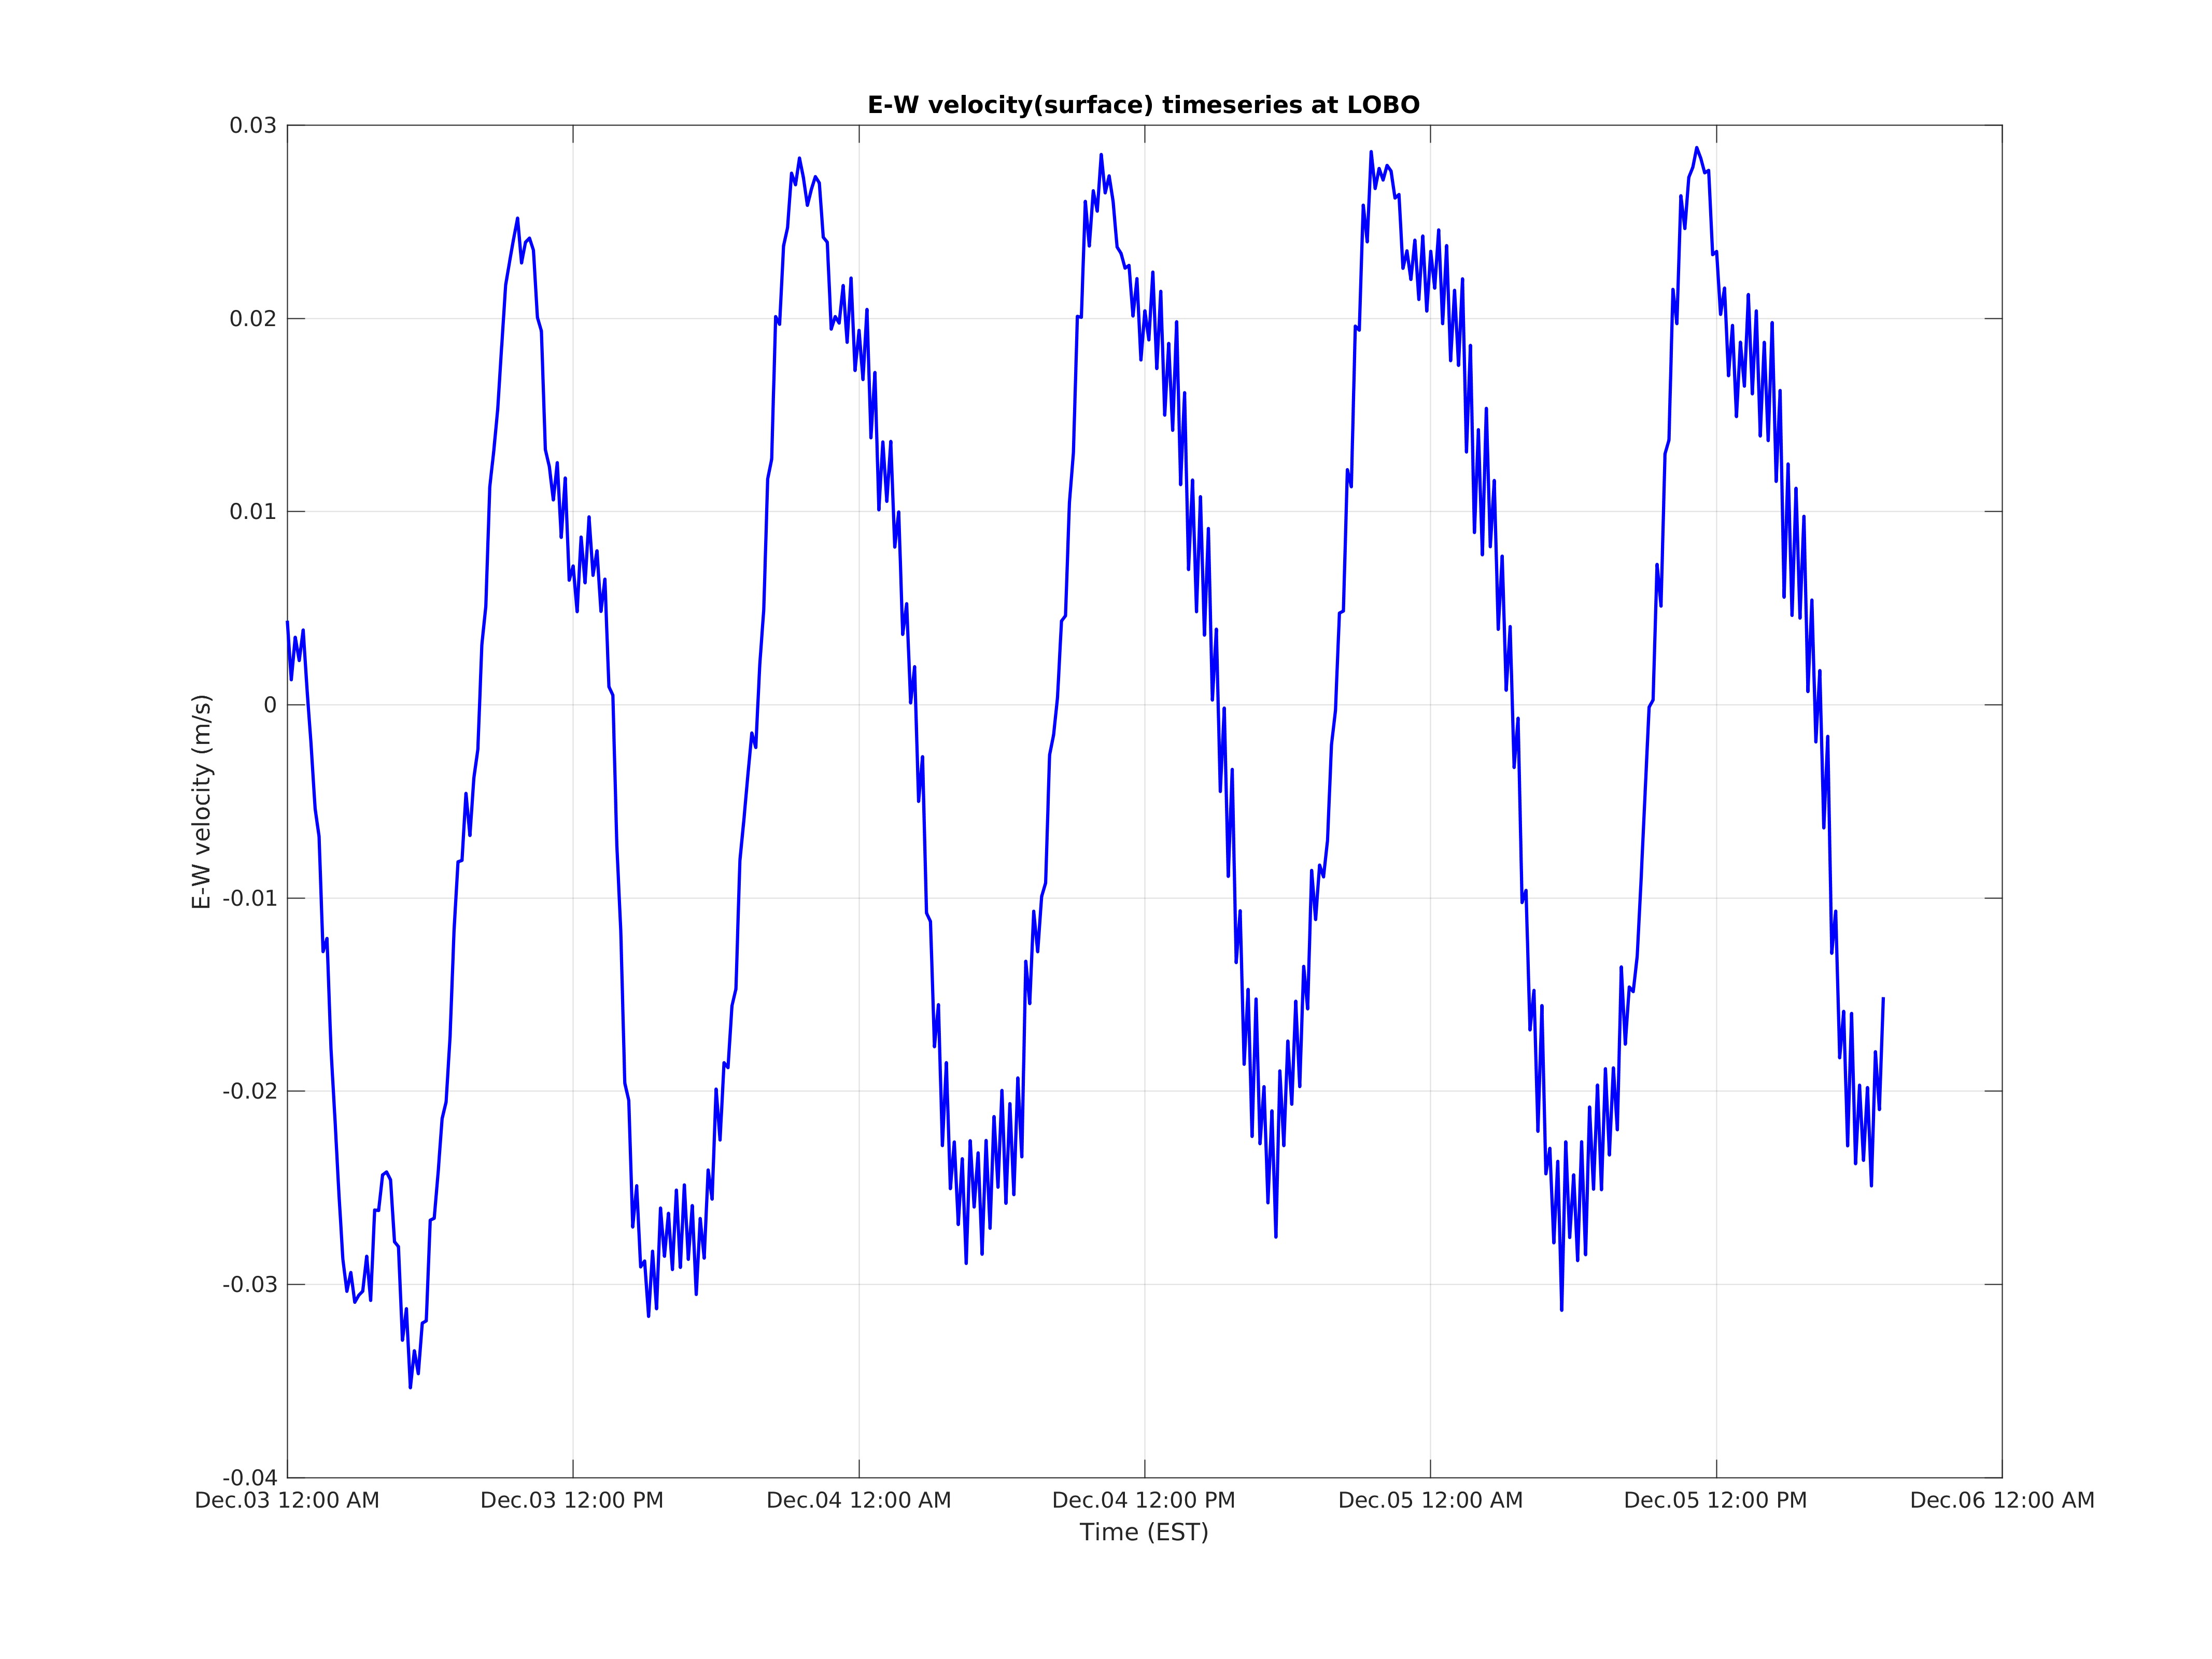 E-W velocity(surface) timeseries at LOBO
0.03
0.02
0.01
0
-0.01
-0.02
-0.03
-0.04
E-W velocity (m/s)
Dec.03 12:00 AM Dec.03 12:00 PM Dec.04 12:00 AM Dec.04 12:00 PM Dec.05 12:00 AM Dec.05 12:00 PM Dec.06 12:00 AM
Time (EST)